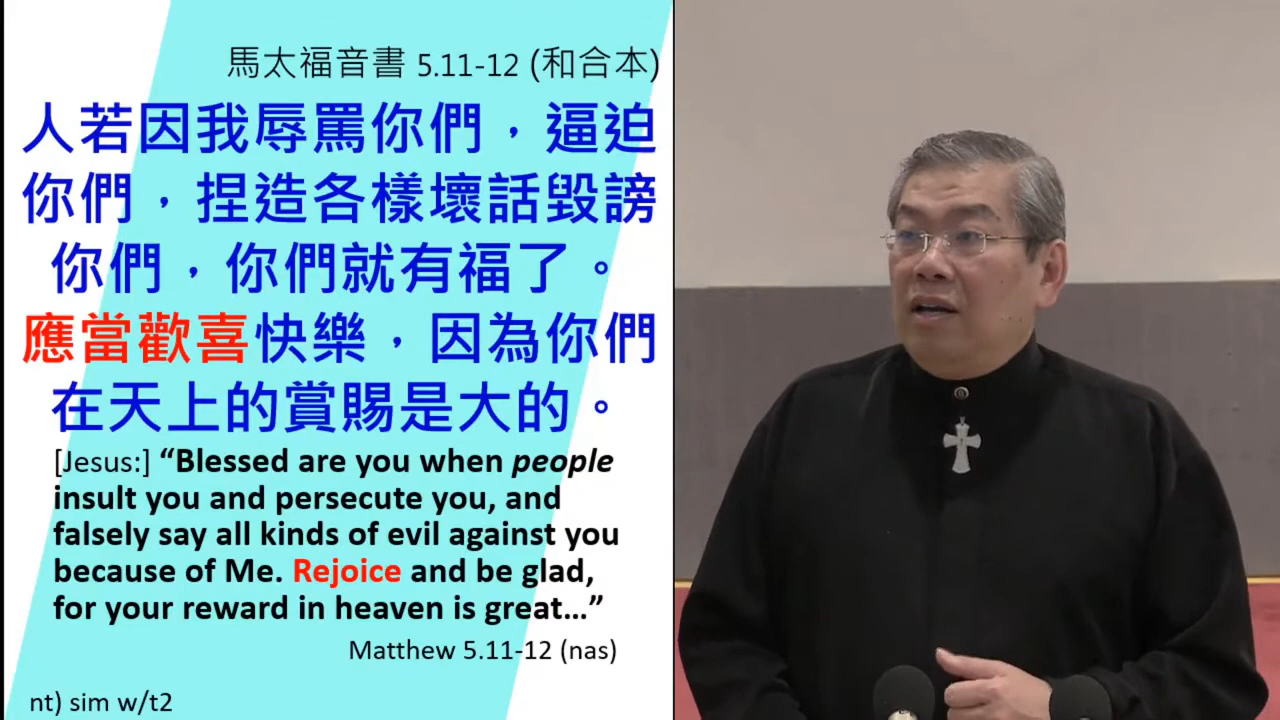 馬太福音書 5.11-12 (和合本)
人若因我辱罵你們，逼迫
你們，捏造各樣壞話毀謗
你們，你們就有福了。
應當歡喜快樂，因為你們
在天上的賞賜是大的。
[Jesus:] “Blessed are you when people
insult you and persecute you, and
falsely say all kinds of evil against you
because of Me. Rejoice and be glad,
for your reward in heaven is great…”
Matthew 5.11-12 (nas)
nt) sim w/t2